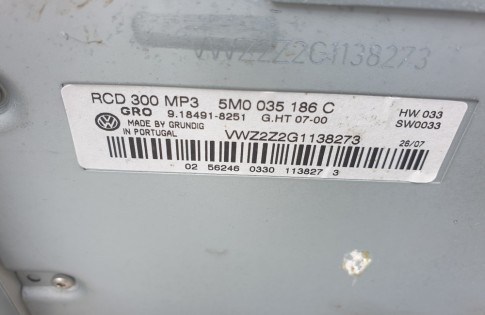 VWZ2Z2G1138273
RCD 300 MP3 5M0 035 186 C HW 033
GRO 9.18491-8251 G.HT 07-00 SW0033
MADE BY GRUNDIG VWZ2Z2G1138273 26/07
IN PORTUGAL
02 56246 0330 113827 3